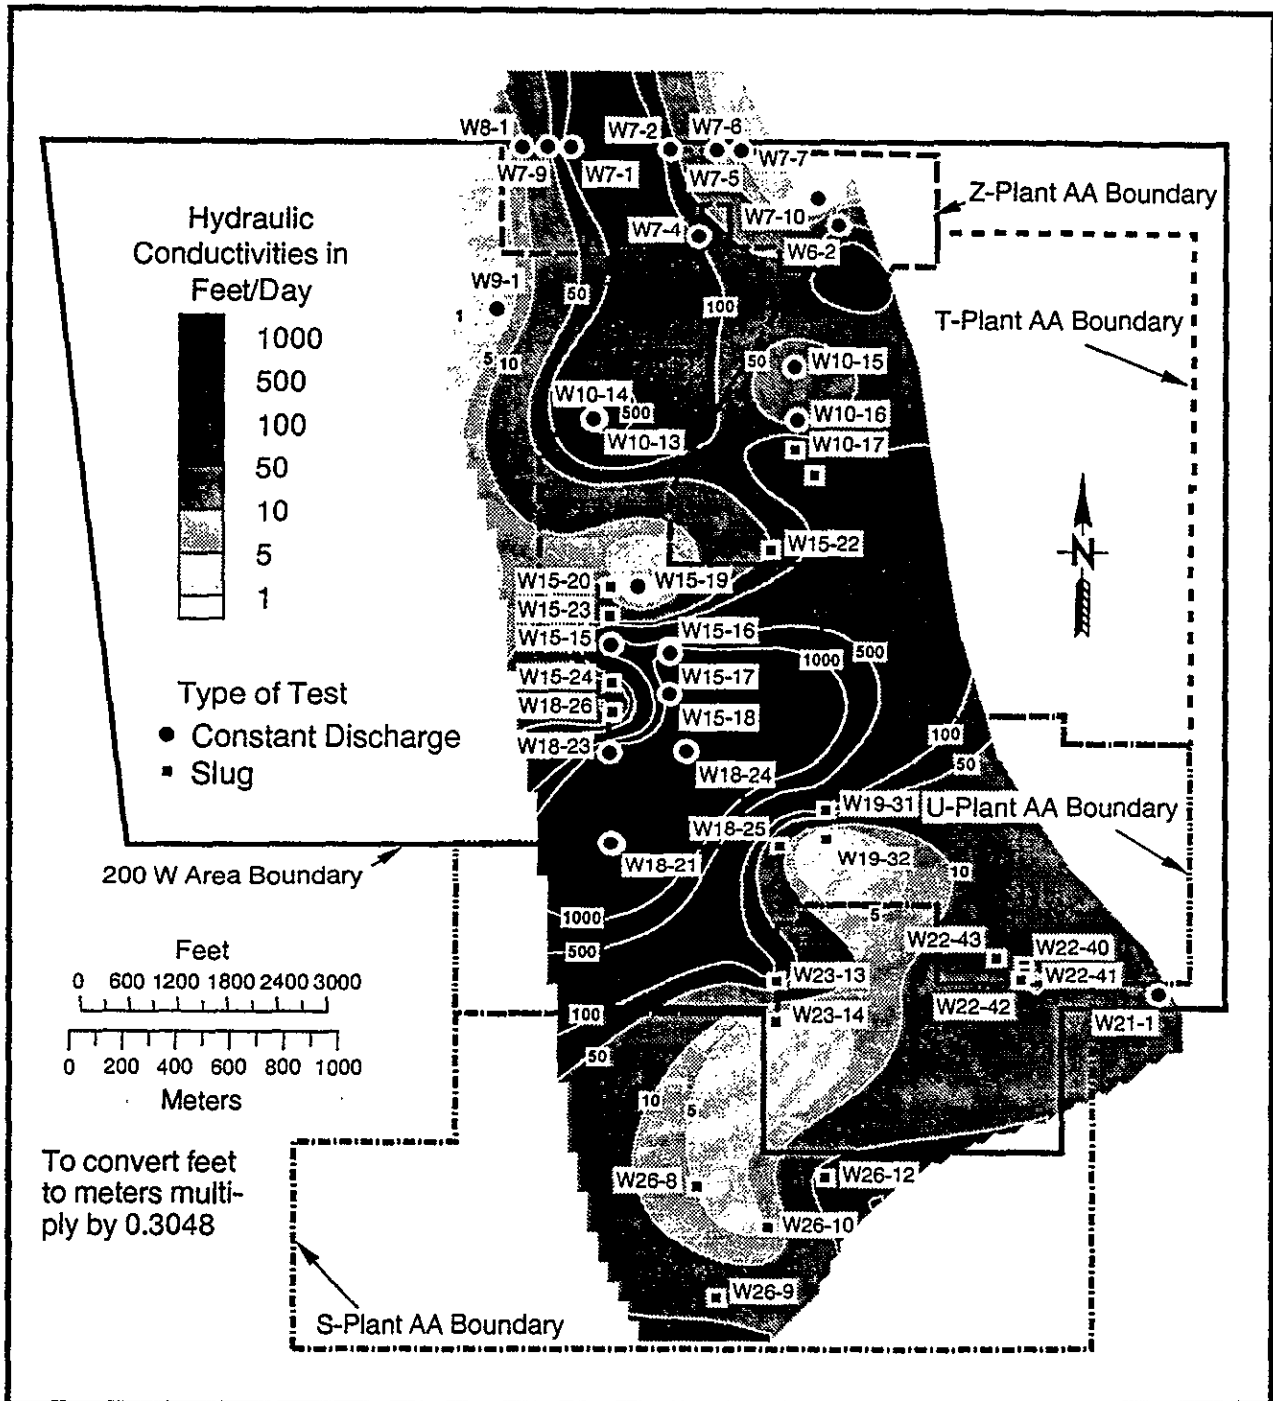 W8-1
W7-2
W7-6
W7-9
W7-1
W7-5
W7-7
Z-Plant AA Boundary
W7-10
W7-4
W6-2
Hydraulic
Conductivities in
Feet/Day
1000
500
100
50
10
5
1
W9-1
1
50
100
T-Plant AA Boundary
5
10
50
W10-15
W10-14
500
W10-13
W10-16
W10-17
N
W15-22
W15-20
W15-19
W15-23
W15-15
W15-16
1000
500
W15-24
W15-17
W18-26
W15-18
Type of Test
Constant Discharge
Slug
W18-23
W18-24
100
50
W19-31
U-Plant AA Boundary
W18-25
W18-21
W19-32
10
200 W Area Boundary
1000
5
500
W22-43
W22-40
W23-13
W22-41
W22-42
W23-14
W21-1
100
50
Feet
0 600 1200 1800 2400 3000
0 200 400 600 800 1000
Meters
10
5
To convert feet
to meters multi-
ply by 0.3048
W26-8
W26-12
W26-10
W26-9
S-Plant AA Boundary